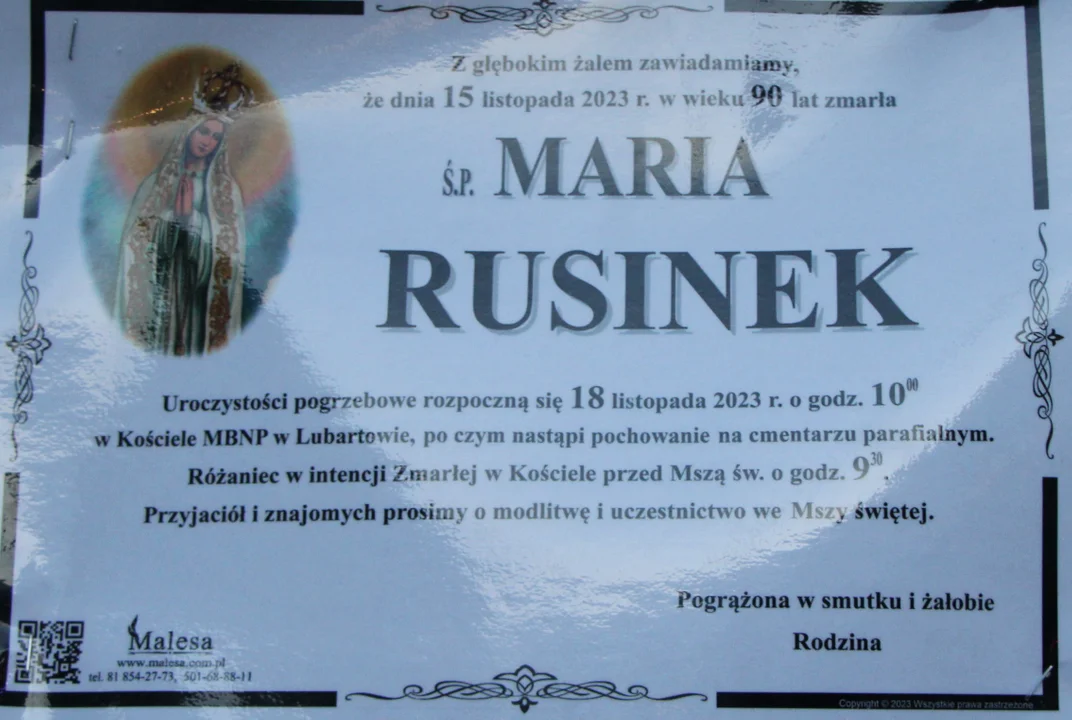 Z głębokim żalem zawiadamiamy,
że dnia 15 listopada 2023 r. w wieku 90 lat zmarła
Ś.P. MARIA
RUSINEK
Uroczystości pogrzebowe rozpoczną się 18 listopada 2023 r. o godz. 10⁰⁰
w Kościele MBNP w Lubartowie, po czym nastąpi pochowanie na cmentarzu parafialnym.
Różaniec w intencji Zmarłej w Kościele przed Mszą św. o godz. 9³⁰.
Przyjaciół i znajomych prosimy o modlitwę i uczestnictwo we Mszy świętej.
Pogrążona w smutku i żałobie
Rodzina
Malesa
www.malesa.com.pl
tel. 81 854-27-73, 501-68-88-11
Copyright © 2023 Wszystkie prawa zastrzeżone